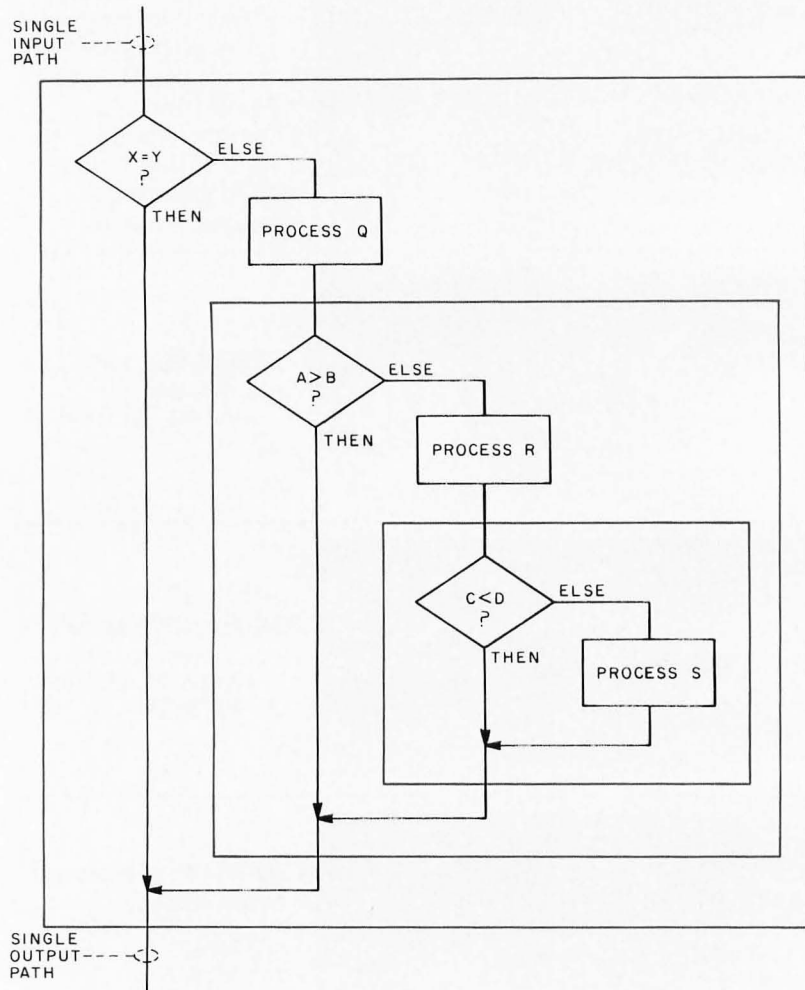 SINGLE
INPUT
PATH
X=Y
?
ELSE
THEN
PROCESS Q
A>B
?
ELSE
THEN
PROCESS R
C<D
?
ELSE
THEN
PROCESS S
SINGLE
OUTPUT
PATH